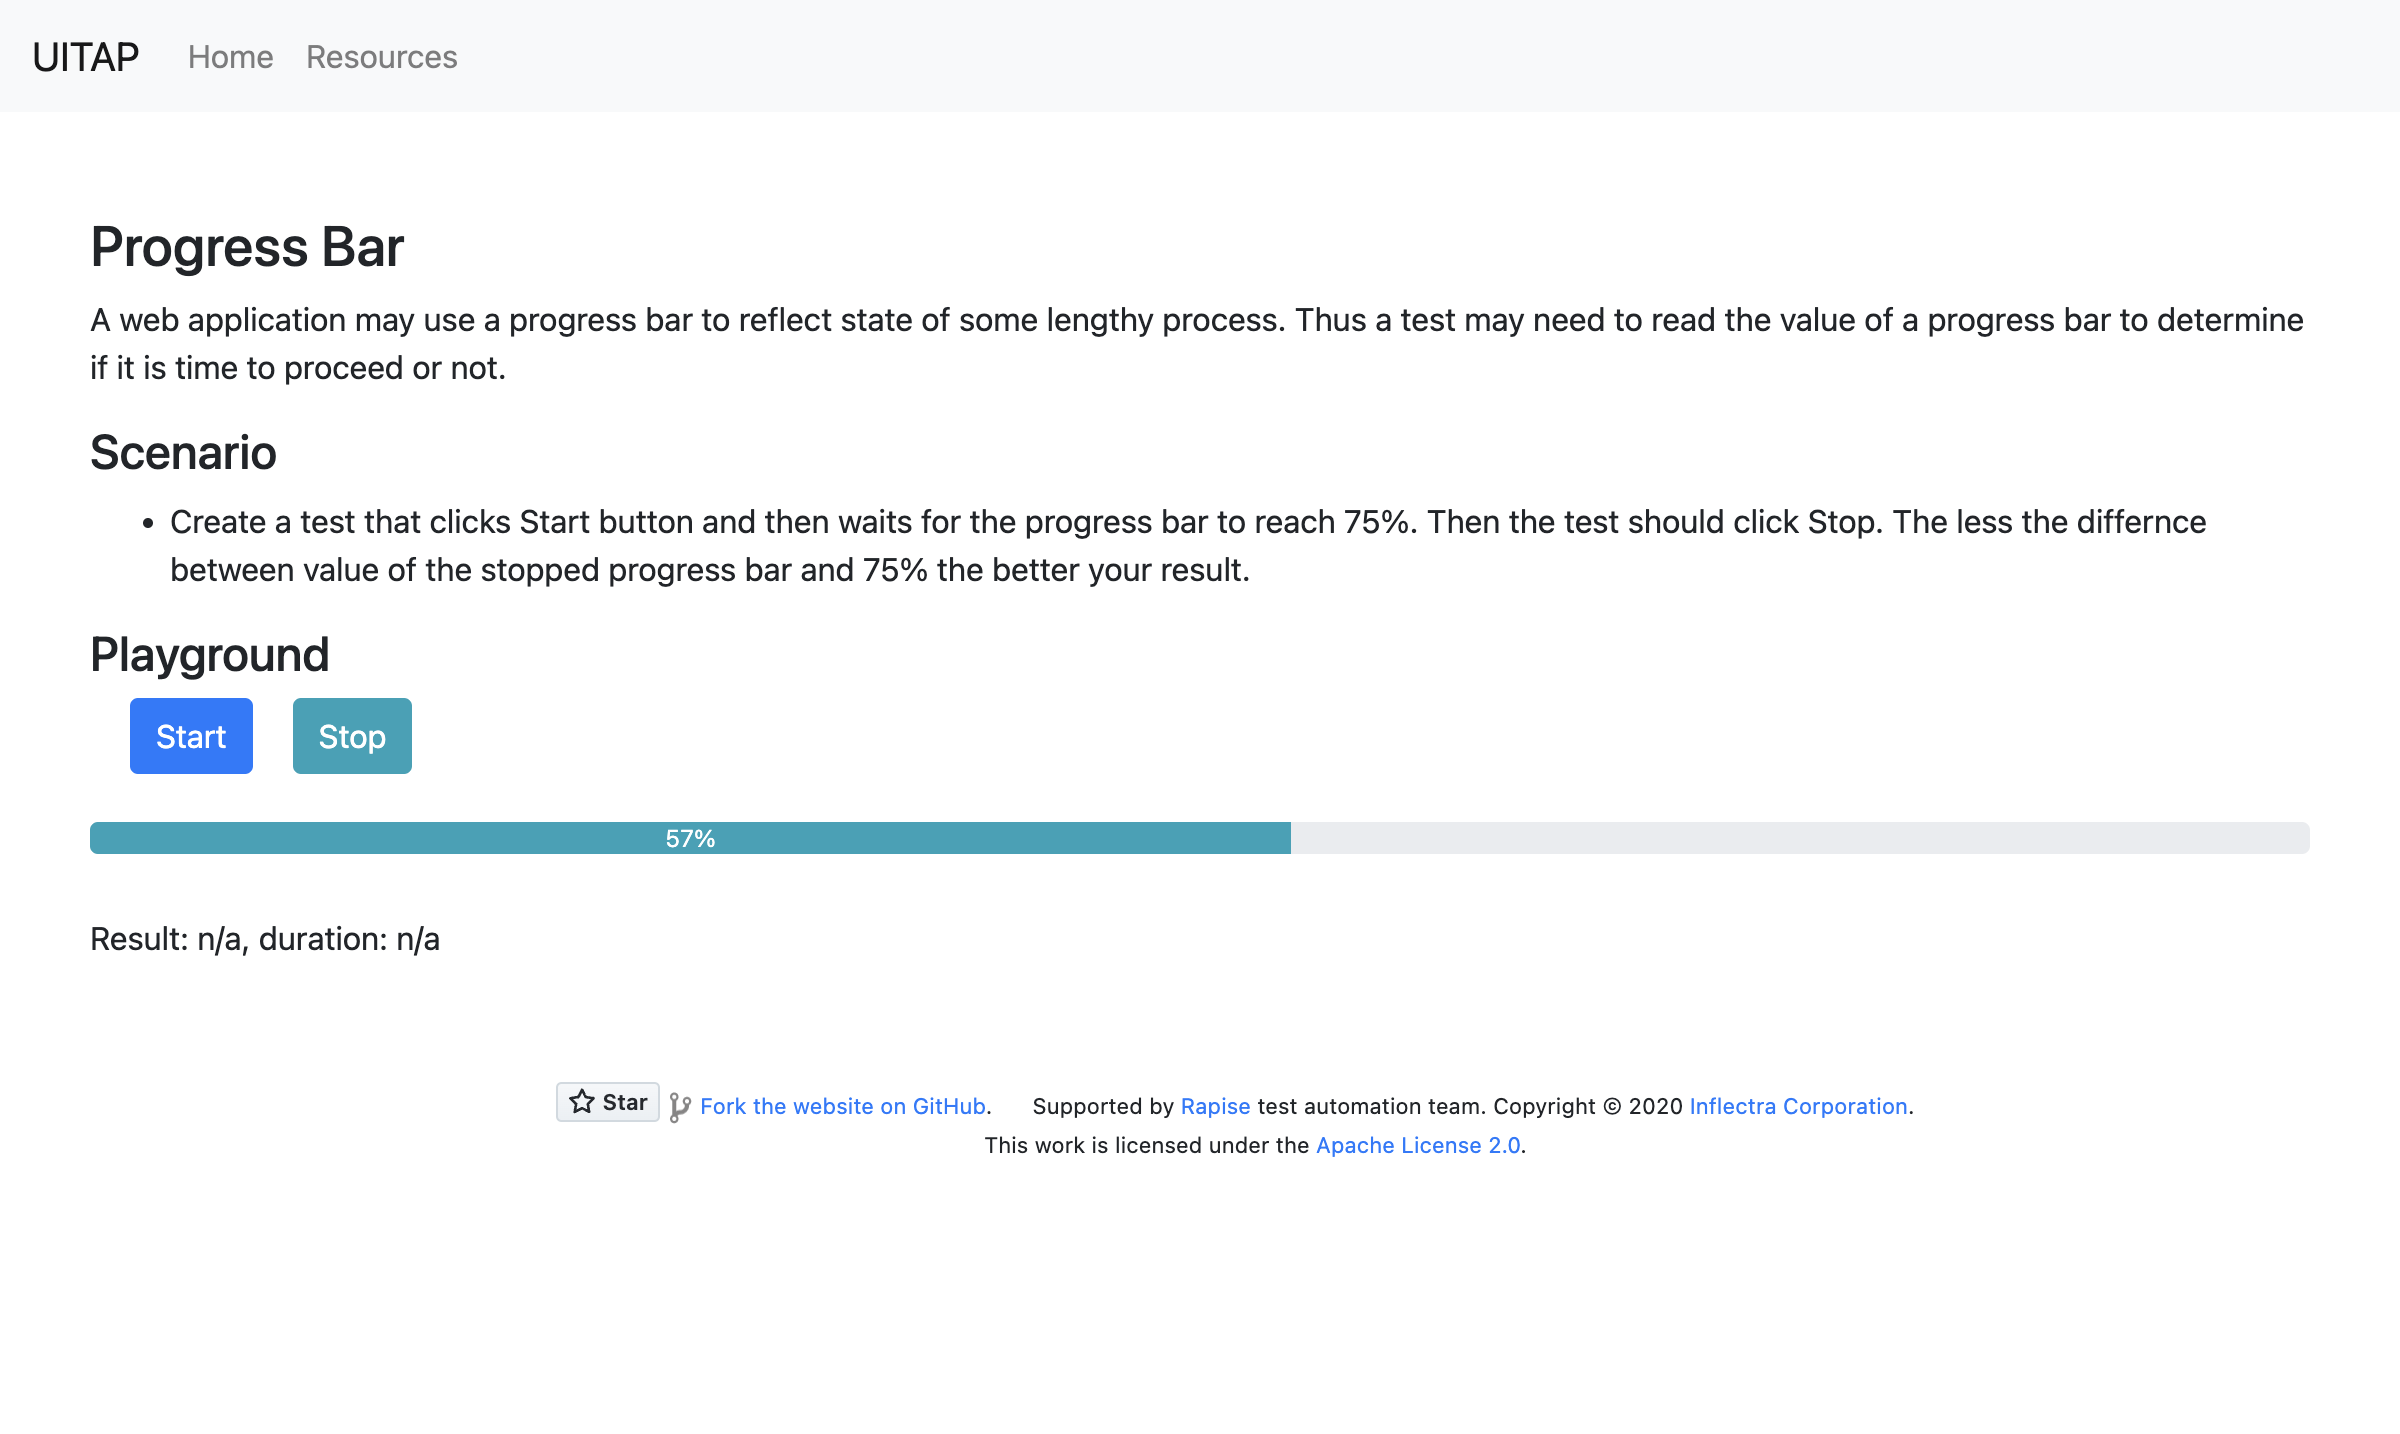 UITAP Home Resources
Progress Bar
A web application may use a progress bar to reflect state of some lengthy process. Thus a test may need to read the value of a progress bar to determine
if it is time to proceed or not.
Scenario
• Create a test that clicks Start button and then waits for the progress bar to reach 75%. Then the test should click Stop. The less the differnce
between value of the stopped progress bar and 75% the better your result.
Playground
Start Stop
57%
Result: n/a, duration: n/a
Star Fork the website on GitHub. Supported by Rapise test automation team. Copyright © 2020 Inflectra Corporation.
This work is licensed under the Apache License 2.0.